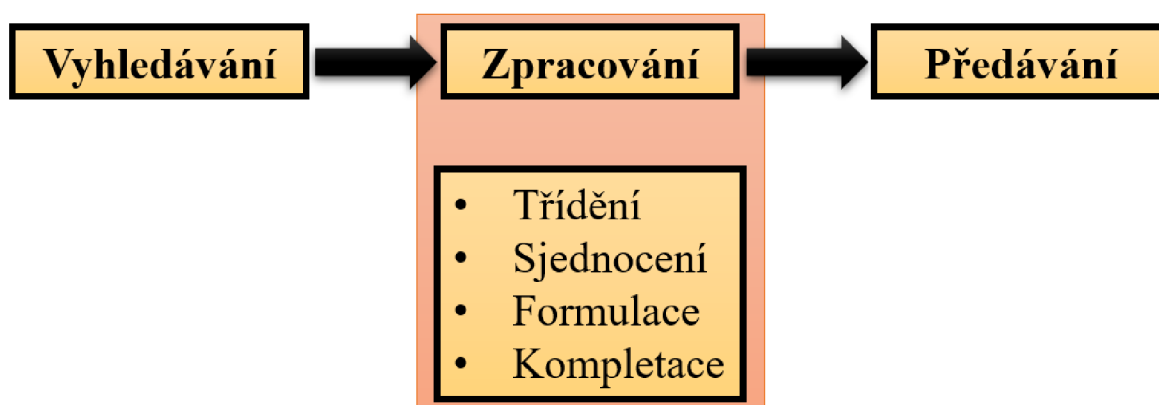 Vyhledávání
Zpracování
Předávání
• Třídění
• Sjednocení
• Formulace
• Kompletace